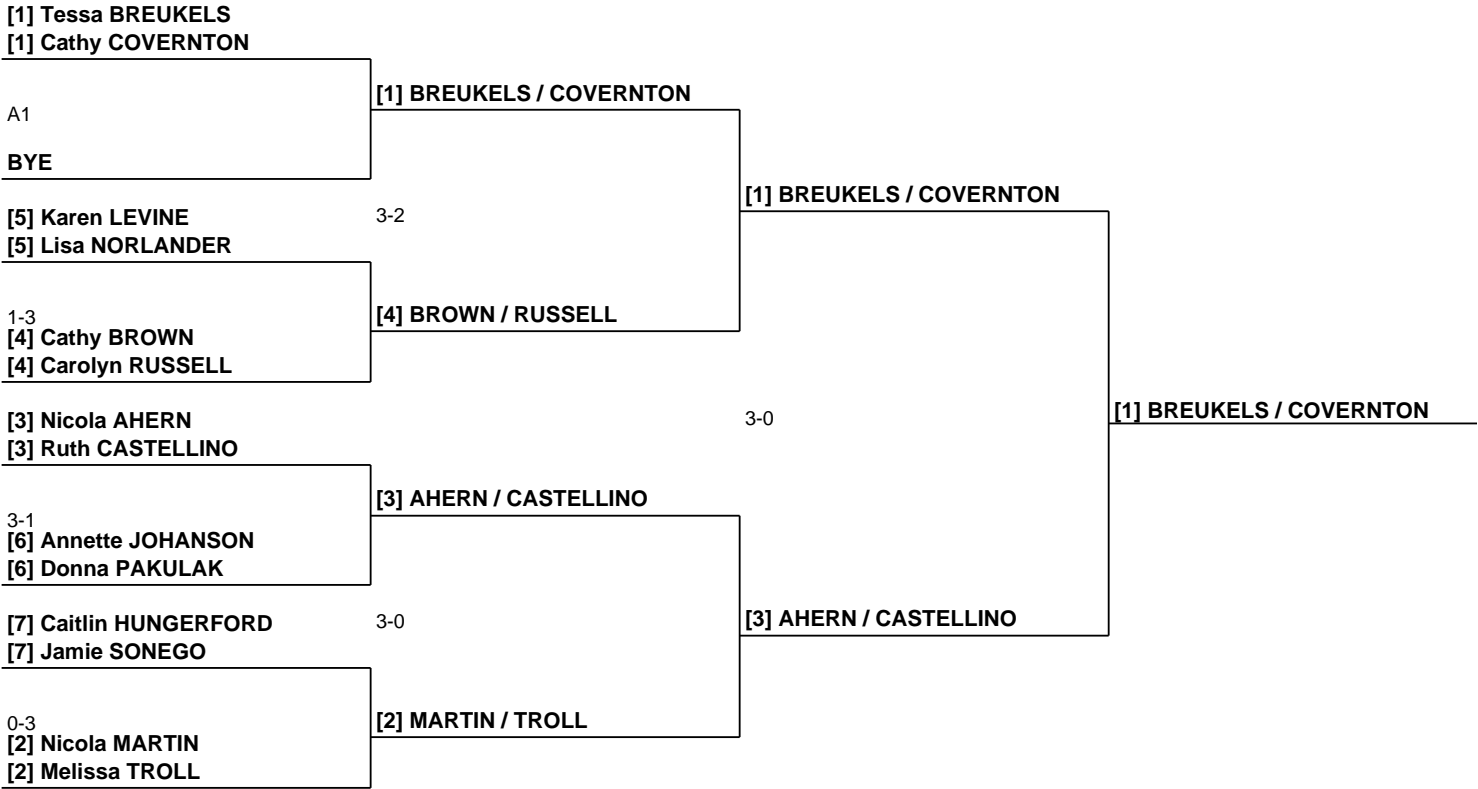 [1] Tessa BREUKELS
[1] Cathy COVERNTON
A1
BYE
[5] Karen LEVINE
[5] Lisa NORLANDER
1-3
[4] Cathy BROWN
[4] Carolyn RUSSELL
[3] Nicola AHERN
[3] Ruth CASTELLINO
3-1
[6] Annette JOHANSON
[6] Donna PAKULAK
[7] Caitlin HUNGERFORD
[7] Jamie SONEGO
0-3
[2] Nicola MARTIN
[2] Melissa TROLL
[1] BREUKELS / COVERNTON
3-2
[4] BROWN / RUSSELL
[3] AHERN / CASTELLINO
3-0
[2] MARTIN / TROLL
[1] BREUKELS / COVERNTON
3-0
[3] AHERN / CASTELLINO
[1] BREUKELS / COVERNTON